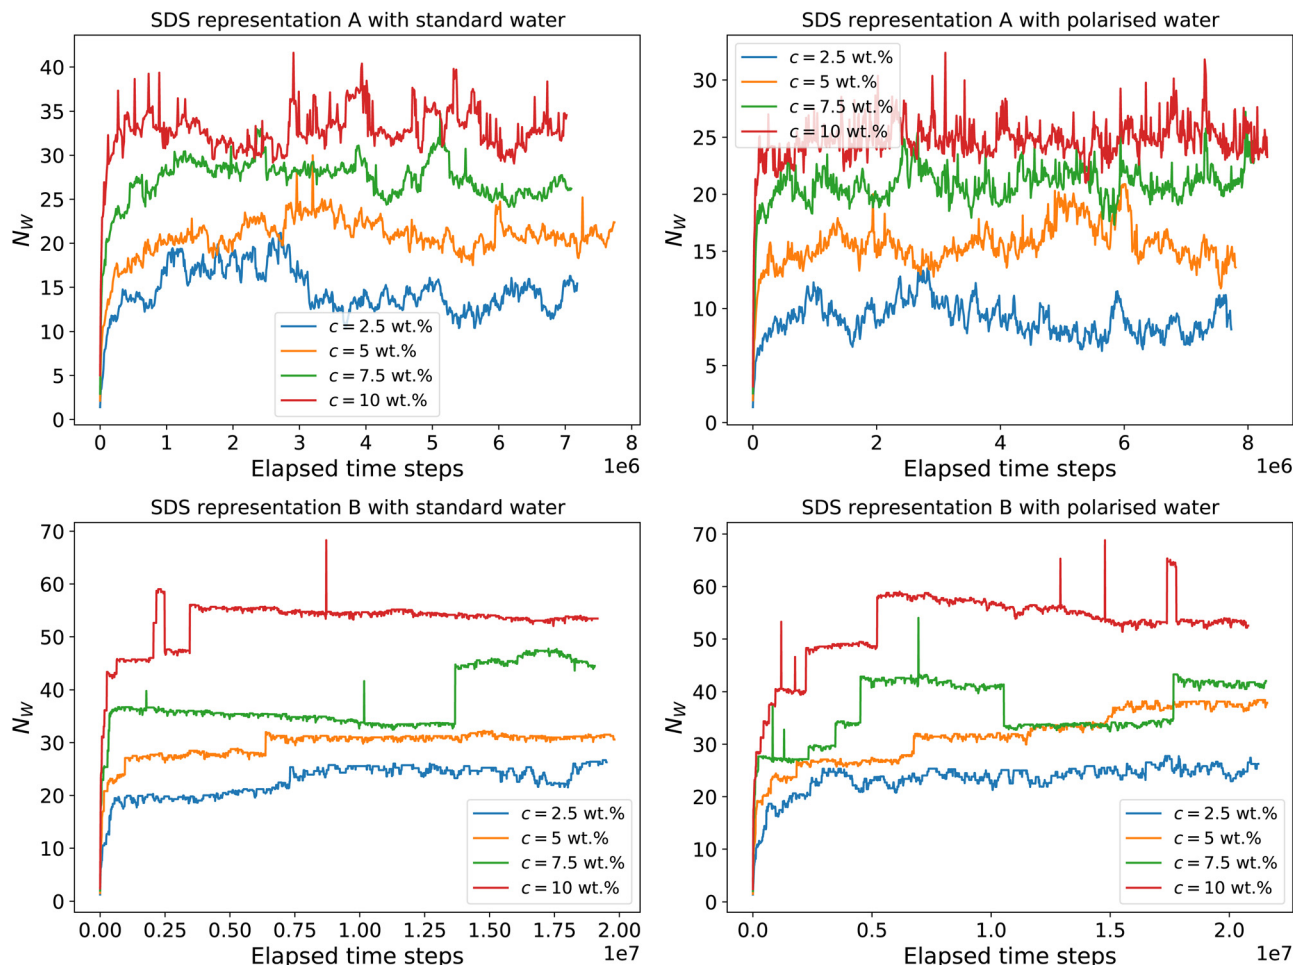 SDS representation A with standard water
N_W
40
35
30
25
20
15
10
5
0
c = 2.5 wt.%
c = 5 wt.%
c = 7.5 wt.%
c = 10 wt.%
0 1 2 3 4 5 6 7 8
1e6
Elapsed time steps
SDS representation A with polarised water
N_W
30
25
20
15
10
5
0
c = 2.5 wt.%
c = 5 wt.%
c = 7.5 wt.%
c = 10 wt.%
0 2 4 6 8
1e6
Elapsed time steps
SDS representation B with standard water
N_W
70
60
50
40
30
20
10
0
c = 2.5 wt.%
c = 5 wt.%
c = 7.5 wt.%
c = 10 wt.%
0.00 0.25 0.50 0.75 1.00 1.25 1.50 1.75 2.00
1e7
Elapsed time steps
SDS representation B with polarised water
N_W
70
60
50
40
30
20
10
0
c = 2.5 wt.%
c = 5 wt.%
c = 7.5 wt.%
c = 10 wt.%
0.0 0.5 1.0 1.5 2.0
1e7
Elapsed time steps